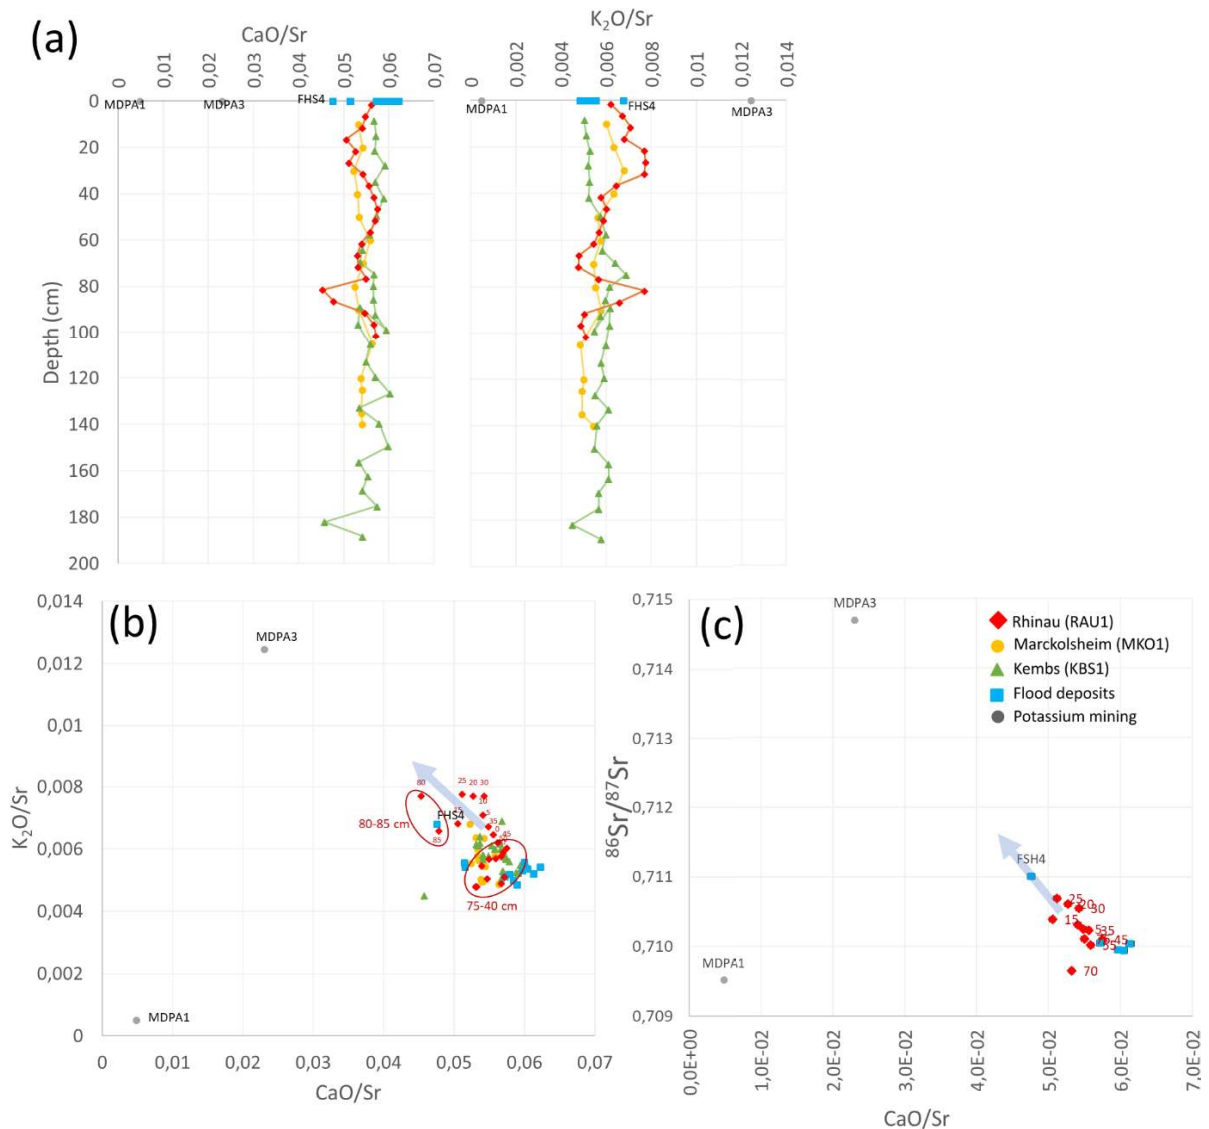 (a)
CaO/Sr
0 0,01 0,02 0,03 0,04 0,05 0,06 0,07
K2O/Sr
0 0,002 0,004 0,006 0,008 0,01 0,012 0,014
MDPA1 MDPA3 FHS4
MDPA1 FHS4 MDPA3
Depth (cm)
0
20
40
60
80
100
120
140
160
180
200
(b)
K2O/Sr
0,014
0,012
0,01
0,008
0,006
0,004
0,002
0
MDPA3
80
25 20 30
10
15 5
FHS4
35
0
45
85
80-85 cm
75-40 cm
MDPA1
0 0,01 0,02 0,03 0,04 0,05 0,06 0,07
CaO/Sr
(c)
86Sr/87Sr
0,715
0,714
0,713
0,712
0,711
0,710
0,709
MDPA3
Rhinau (RAU1)
Marckolsheim (MKO1)
Kembs (KBS1)
Flood deposits
Potassium mining
FSH4
25 20 30
15
5 35
45
55
70
MDPA1
0,0E+00 1,0E-02 2,0E-02 3,0E-02 4,0E-02 5,0E-02 6,0E-02 7,0E-02
CaO/Sr